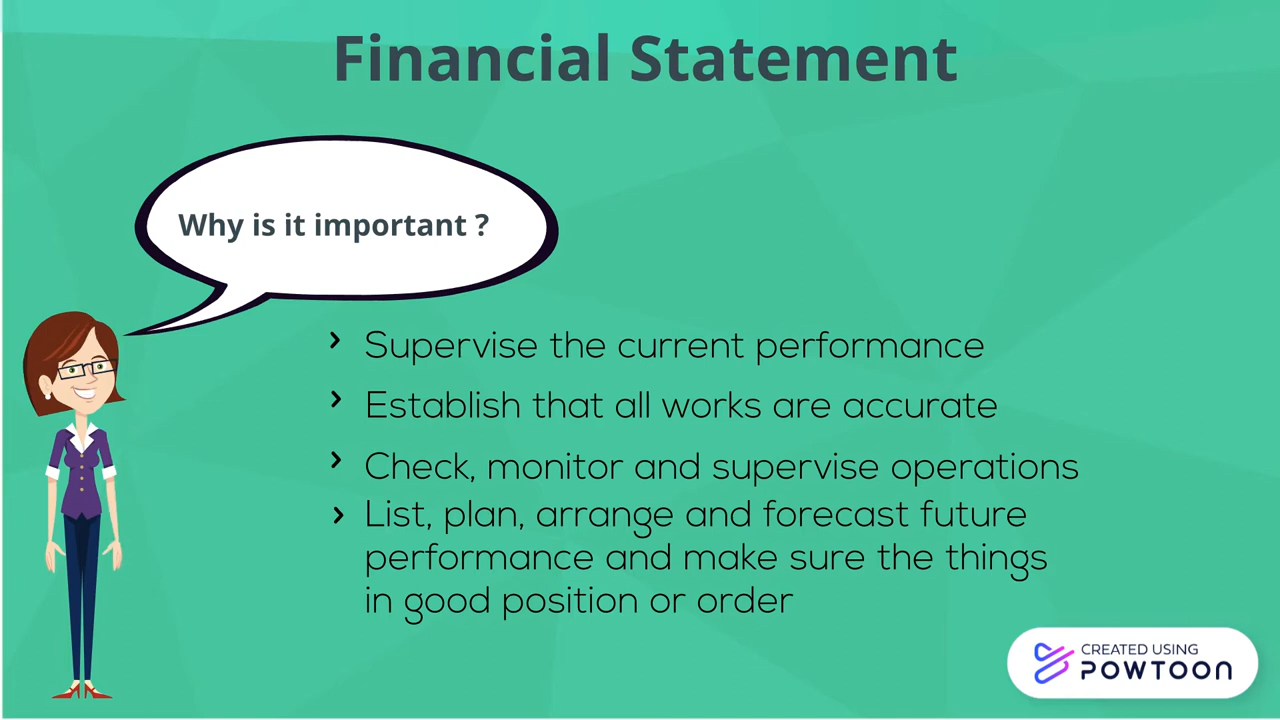 Financial Statement
Why is it important ?
Supervise the current performance
Establish that all works are accurate
Check, monitor and supervise operations
List, plan, arrange and forecast future
performance and make sure the things
in good position or order
CREATED USING
POWTOON